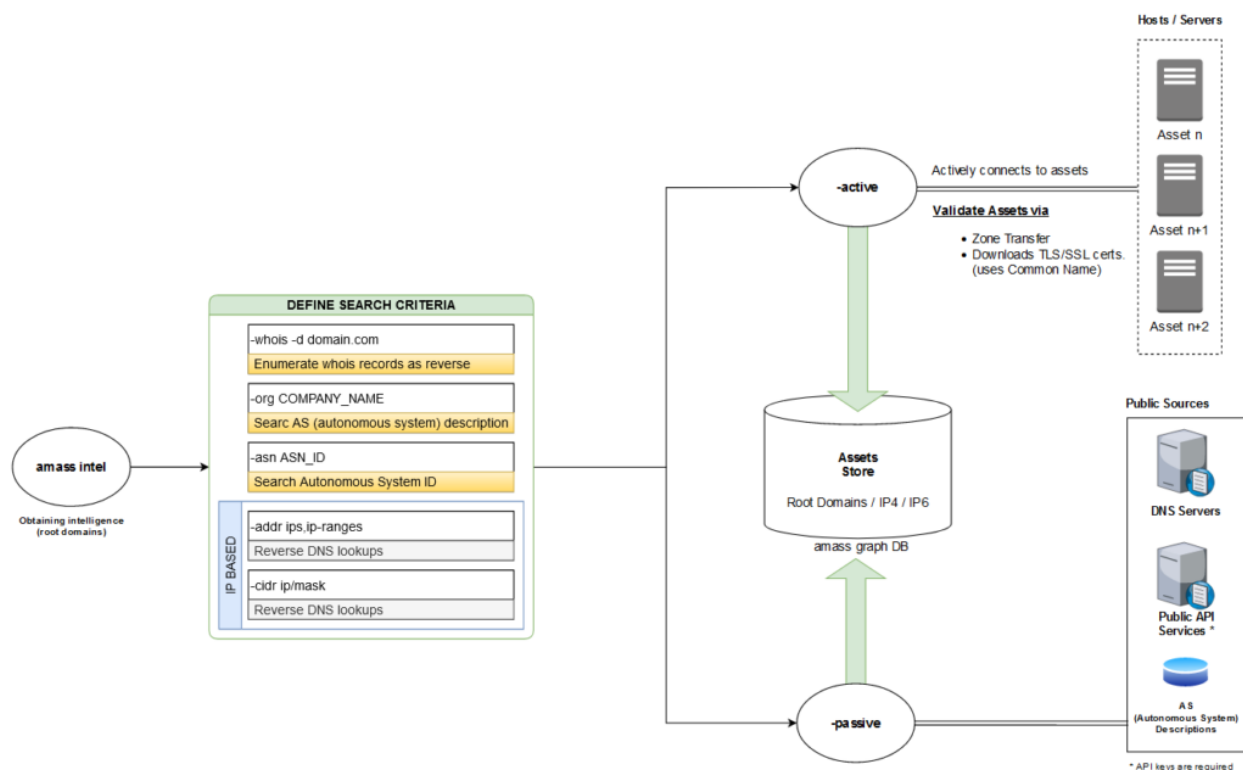 amass intel
Obtaining intelligence
(root domains)
DEFINE SEARCH CRITERIA
-whois -d domain.com
Enumerate whois records as reverse
-org COMPANY_NAME
Searc AS (autonomous system) description
-asn ASN_ID
Search Autonomous System ID
IP BASED
-addr ips,ip-ranges
Reverse DNS lookups
-cidr ip/mask
Reverse DNS lookups
-active
Actively connects to assets
Validate Assets via
• Zone Transfer
• Downloads TLS/SSL certs.
(uses Common Name)
Hosts / Servers
Asset n
Asset n+1
Asset n+2
Assets
Store
Root Domains / IP4 / IP6
amass graph DB
-passive
Public Sources
DNS Servers
Public API
Services *
AS
(Autonomous System)
Descriptions
* API keys are required